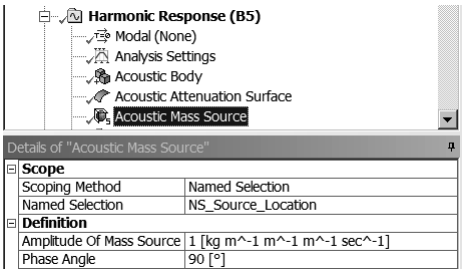 Harmonic Response (B5)
Modal (None)
Analysis Settings
Acoustic Body
Acoustic Attenuation Surface
Acoustic Mass Source
Details of "Acoustic Mass Source"
Scope
Scoping Method Named Selection
Named Selection NS_Source_Location
Definition
Amplitude Of Mass Source 1 [kg m^-1 m^-1 m^-1 sec^-1]
Phase Angle 90 [°]